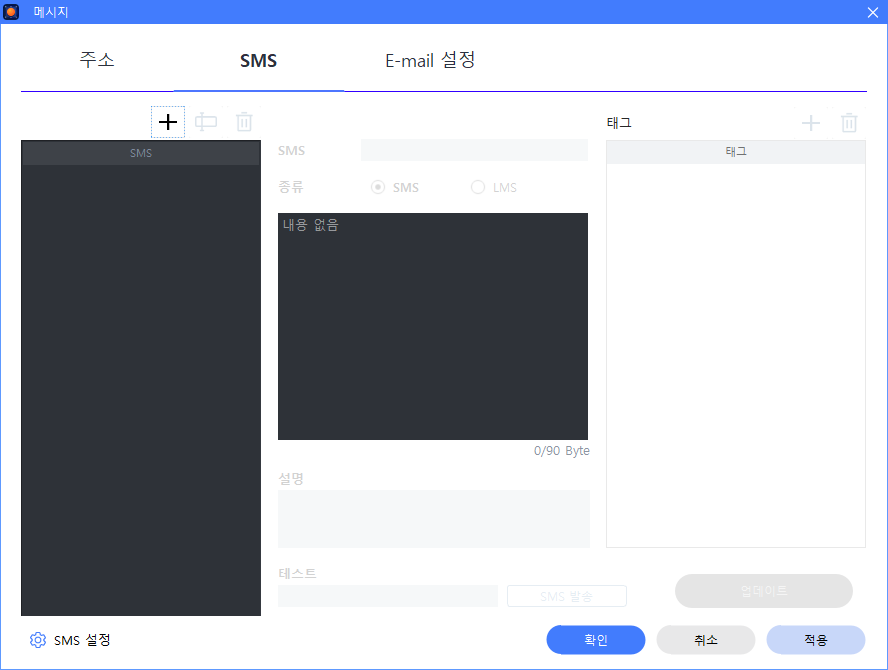 메시지
주소
SMS
E-mail 설정
SMS
SMS
종류
SMS
LMS
내용 없음
0/90 Byte
설명
테스트
SMS 발송
태그
태그
업데이트
SMS 설정
확인
취소
적용